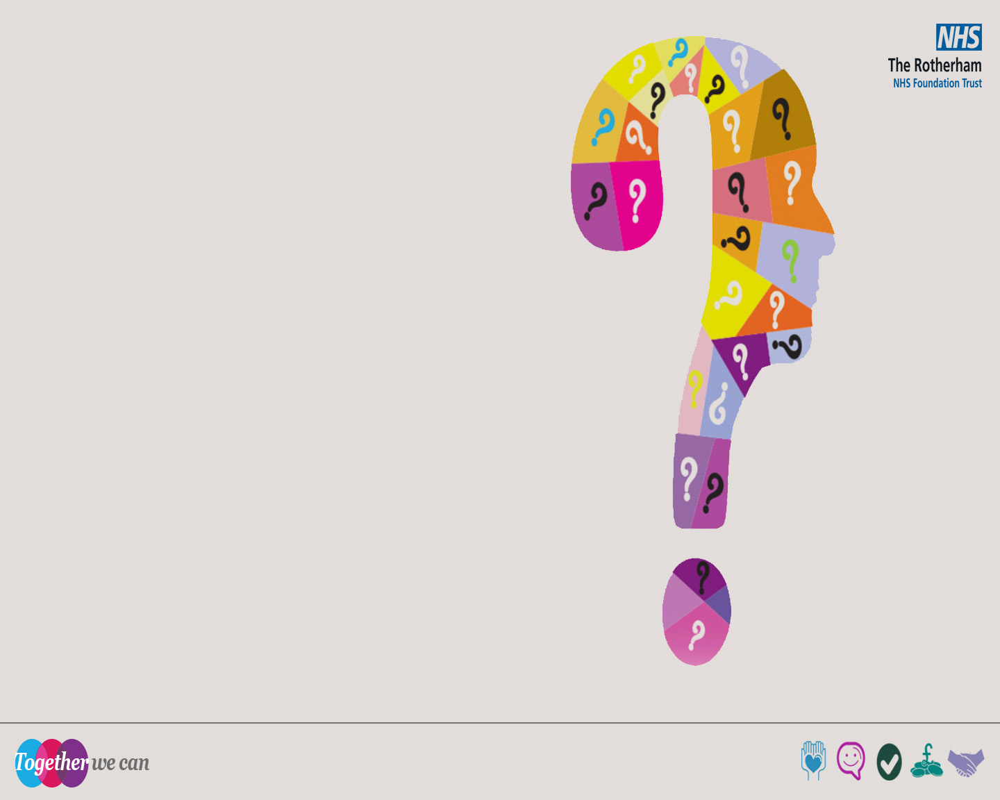 NHS
The Rotherham
NHS Foundation Trust
Together we can